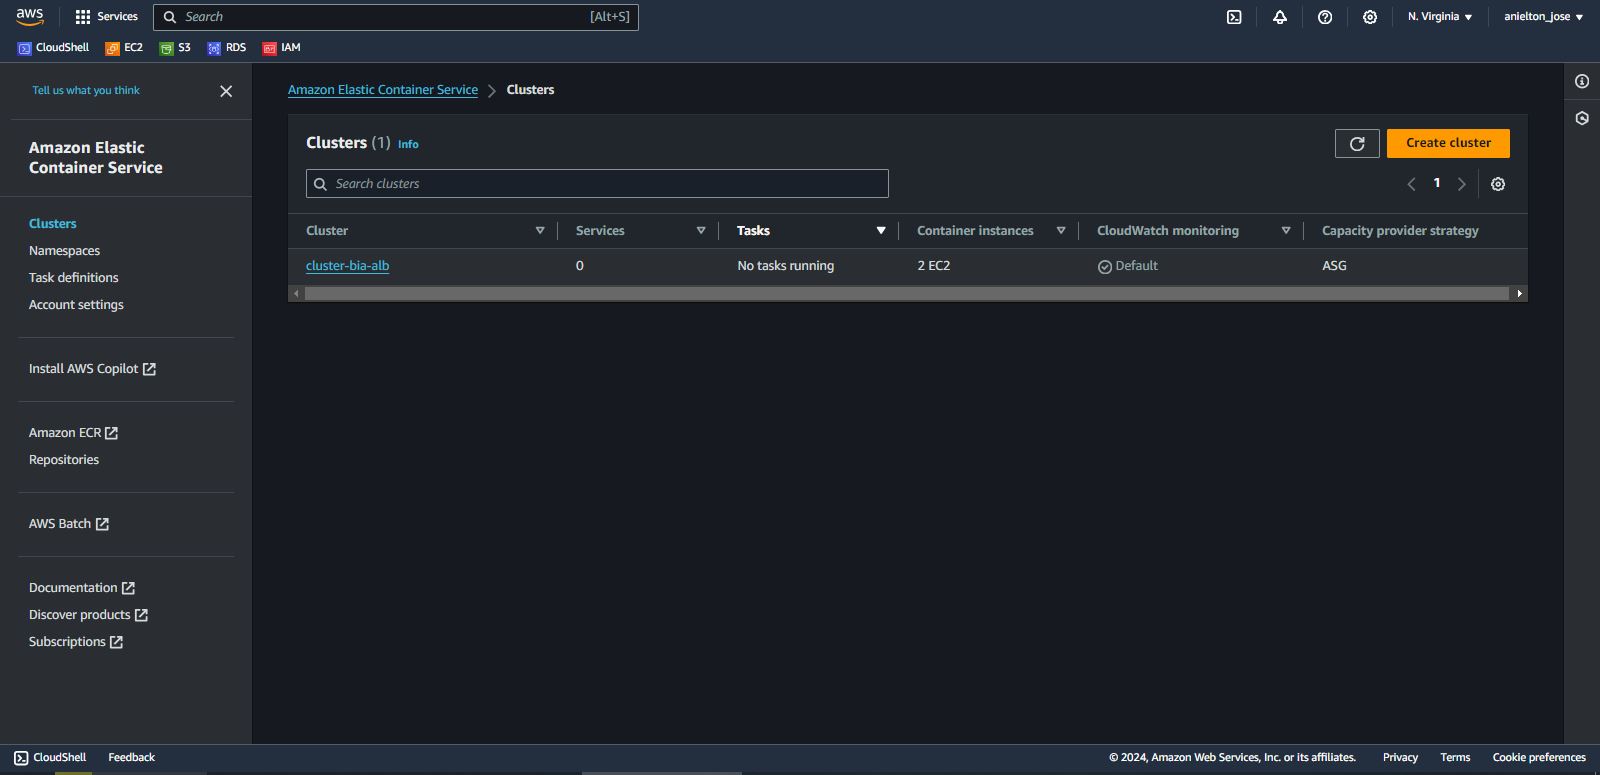 aws Services Search [Alt+S] N. Virginia anielton_jose
CloudShell EC2 S3 RDS IAM
Tell us what you think
Amazon Elastic Container Service
Clusters
Namespaces
Task definitions
Account settings
Install AWS Copilot
Amazon ECR
Repositories
AWS Batch
Documentation
Discover products
Subscriptions
Amazon Elastic Container Service Clusters
Clusters (1) Info
Create cluster
Search clusters
1
Cluster Services Tasks Container instances CloudWatch monitoring Capacity provider strategy
cluster-bia-alb 0 No tasks running 2 EC2 Default ASG
CloudShell Feedback © 2024, Amazon Web Services, Inc. or its affiliates. Privacy Terms Cookie preferences